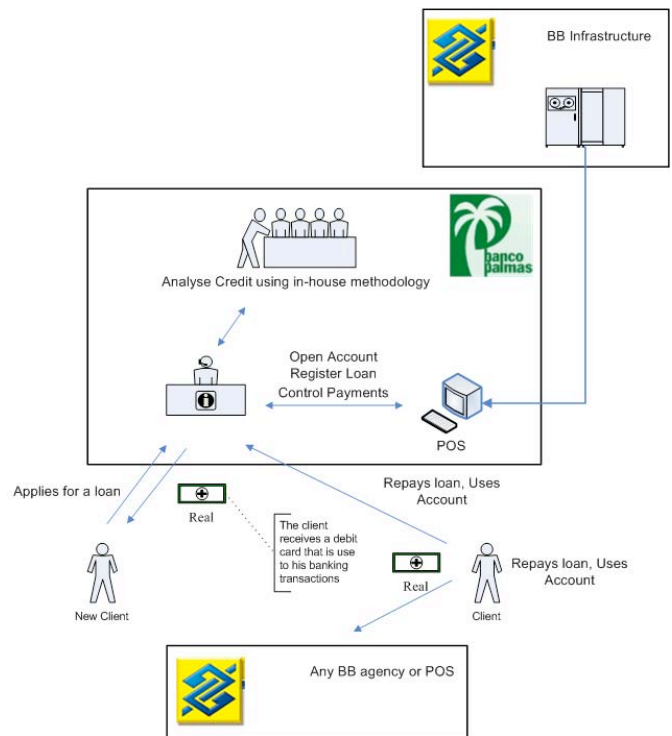 BB Infrastructure
banco
palmas
Analyse Credit using in-house methodology
Open Account
Register Loan
Control Payments
POS
Applies for a loan
Real
The client
receives a debit
card that is use
to his banking
transactions
Repays loan, Uses
Account
Real
Repays loan, Uses
Account
New Client
Client
Any BB agency or POS